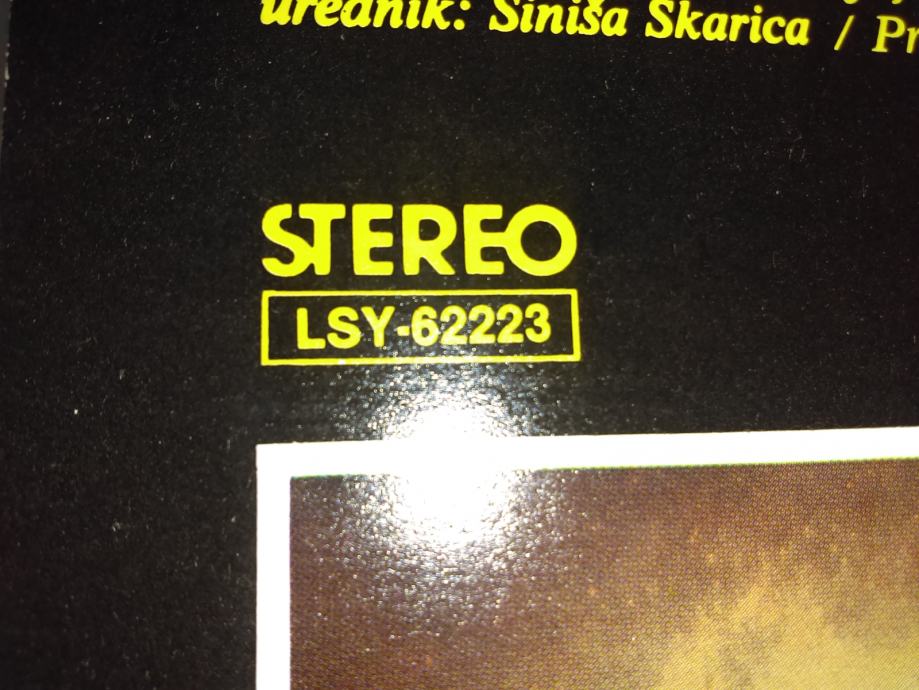 urednik: Siniša Škarica / Pr
STEREO
LSY-62223